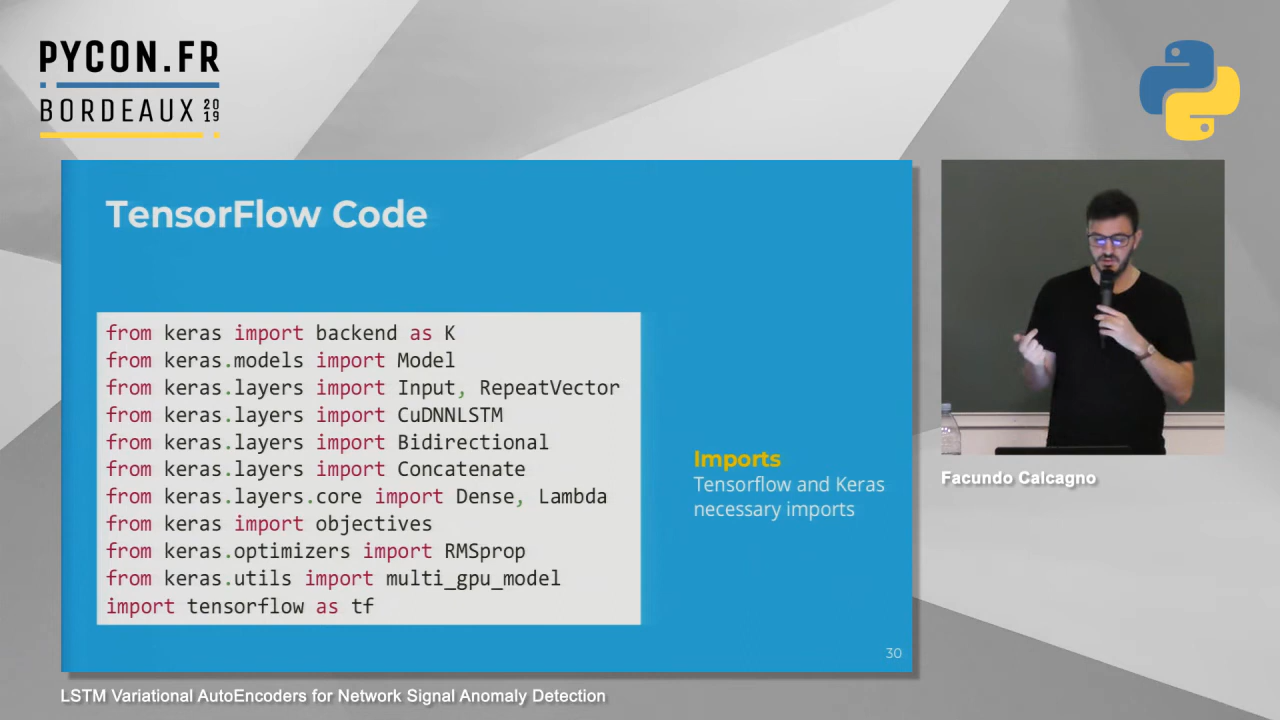 PYCON.FR
BORDEAUX 2019
TensorFlow Code
from keras import backend as K
from keras.models import Model
from keras.layers import Input, RepeatVector
from keras.layers import CuDNNLSTM
from keras.layers import Bidirectional
from keras.layers import Concatenate
from keras.layers.core import Dense, Lambda
from keras import objectives
from keras.optimizers import RMSprop
from keras.utils import multi_gpu_model
import tensorflow as tf
Imports
Tensorflow and Keras
necessary imports
30
Facundo Calcagno
LSTM Variational AutoEncoders for Network Signal Anomaly Detection